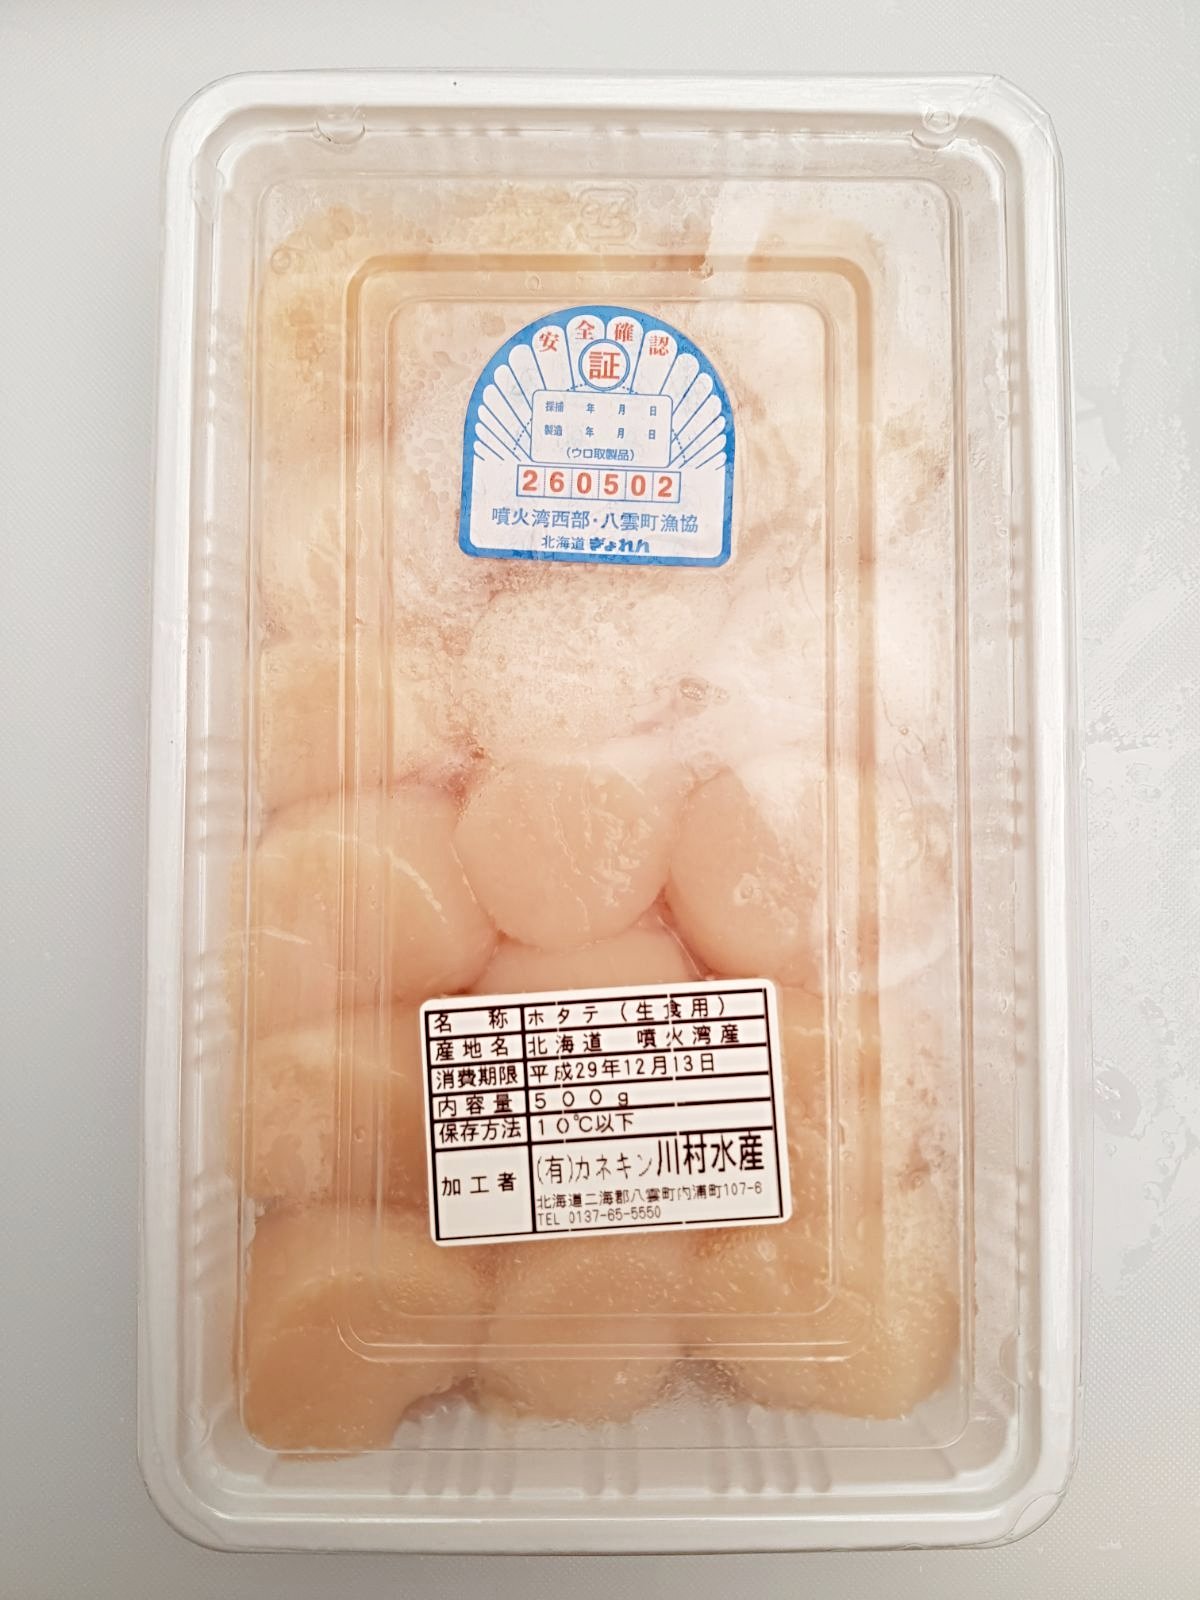 安全確認
証
採捕 年 月 日
製造 年 月 日
(ウロ取製品)
260502
噴火湾西部・八雲町漁協
北海道 ぎょれん
名称 ホタテ(生食用)
産地名 北海道 噴火湾産
消費期限 平成29年12月13日
内容量 500g
保存方法 10℃以下
加工者 (有)カネキン川村水産
北海道二海郡八雲町内浦町107-6
TEL 0137-65-5550